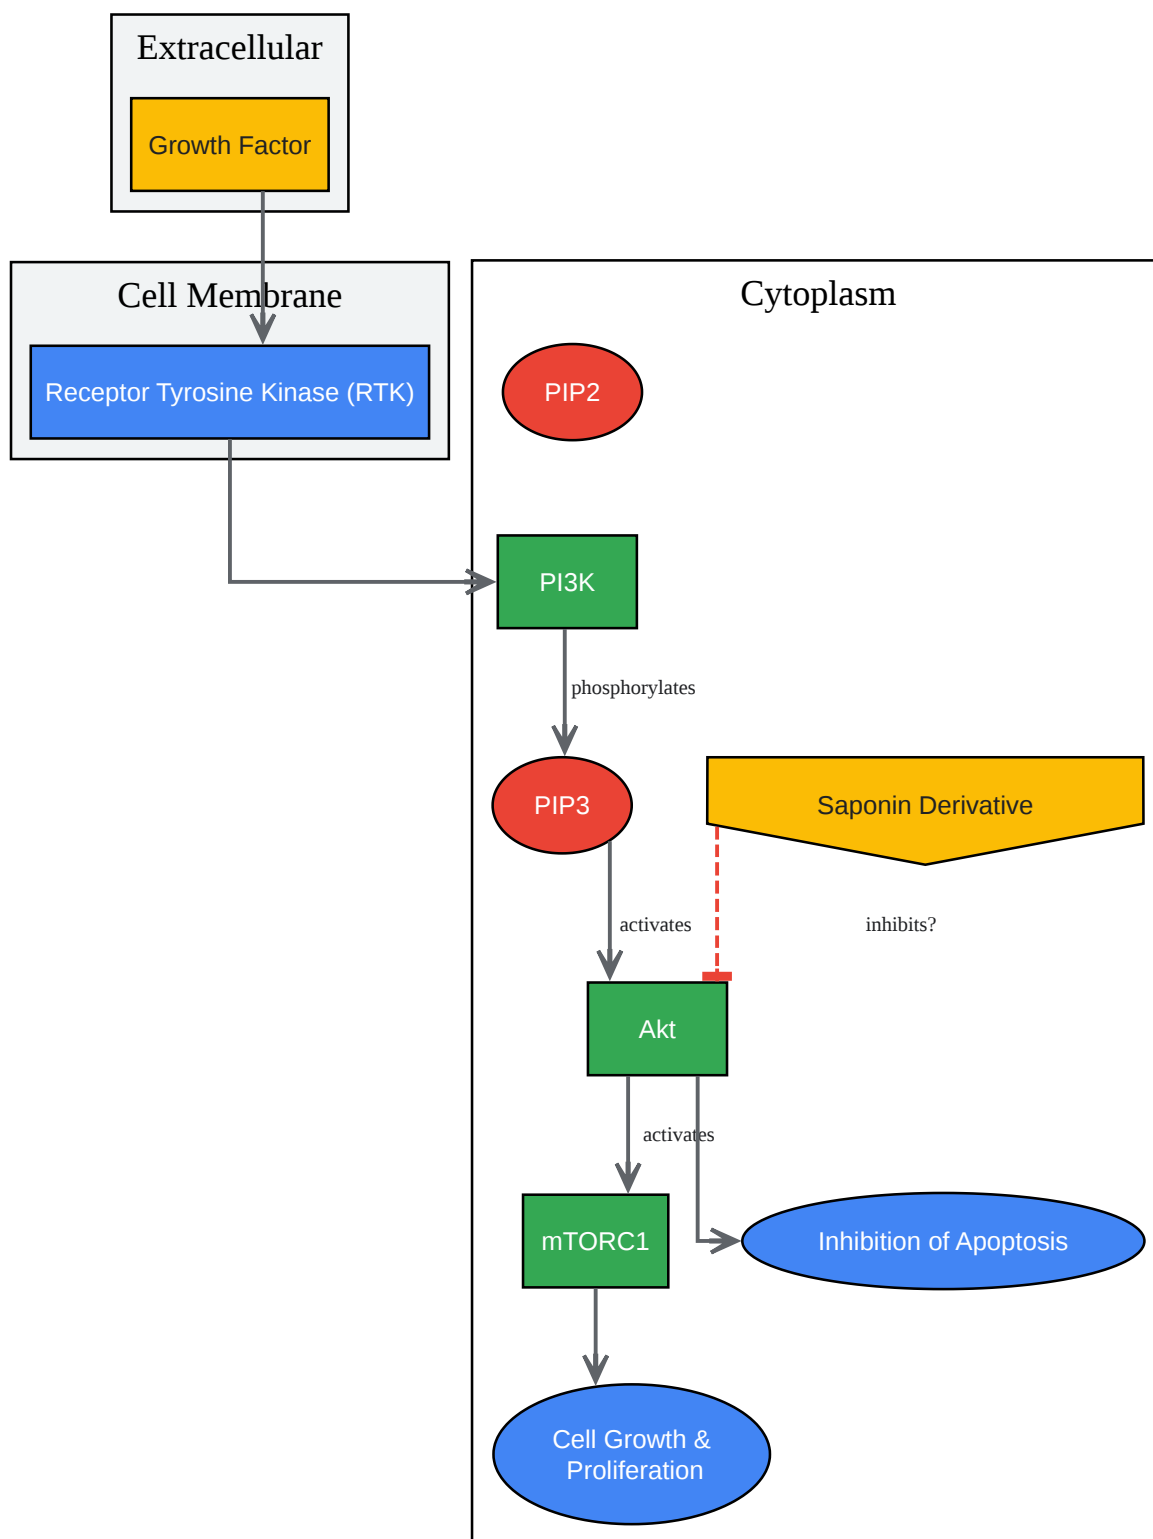 Extracellular
Growth Factor
Cell Membrane
Receptor Tyrosine Kinase (RTK)
Cytoplasm
PIP2
PI3K
phosphorylates
PIP3
Saponin Derivative
activates
inhibits?
Akt
activates
mTORC1
Inhibition of Apoptosis
Cell Growth &
Proliferation